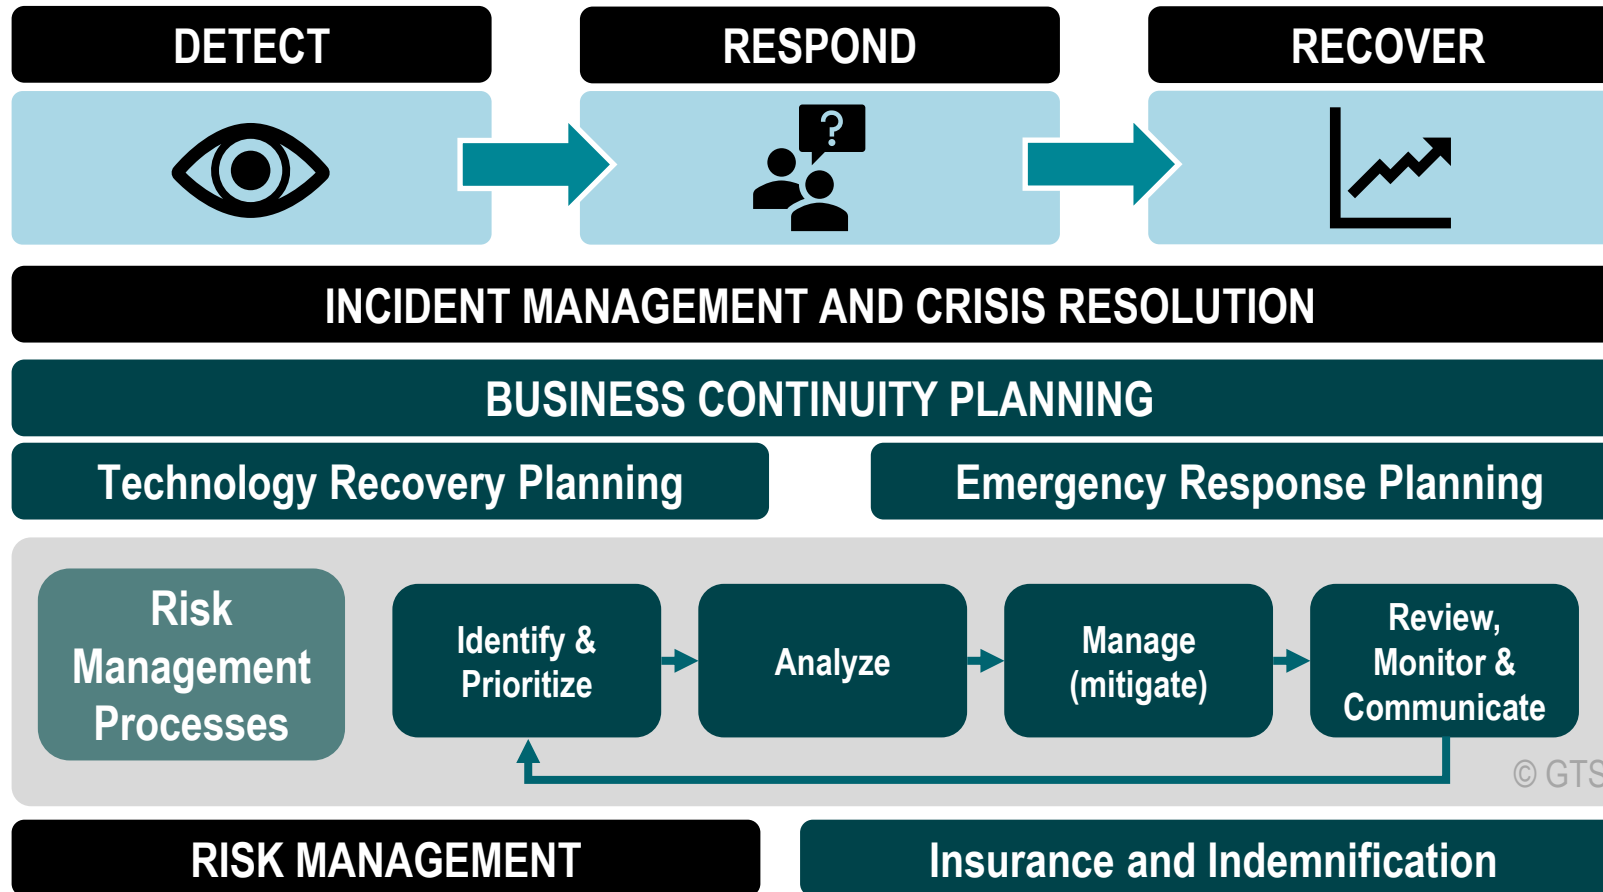 DETECT
RESPOND
RECOVER
?
INCIDENT MANAGEMENT AND CRISIS RESOLUTION
BUSINESS CONTINUITY PLANNING
Technology Recovery Planning
Emergency Response Planning
Risk
Management
Processes
Identify &
Prioritize
Analyze
Manage
(mitigate)
Review,
Monitor &
Communicate
© GTS
RISK MANAGEMENT
Insurance and Indemnification